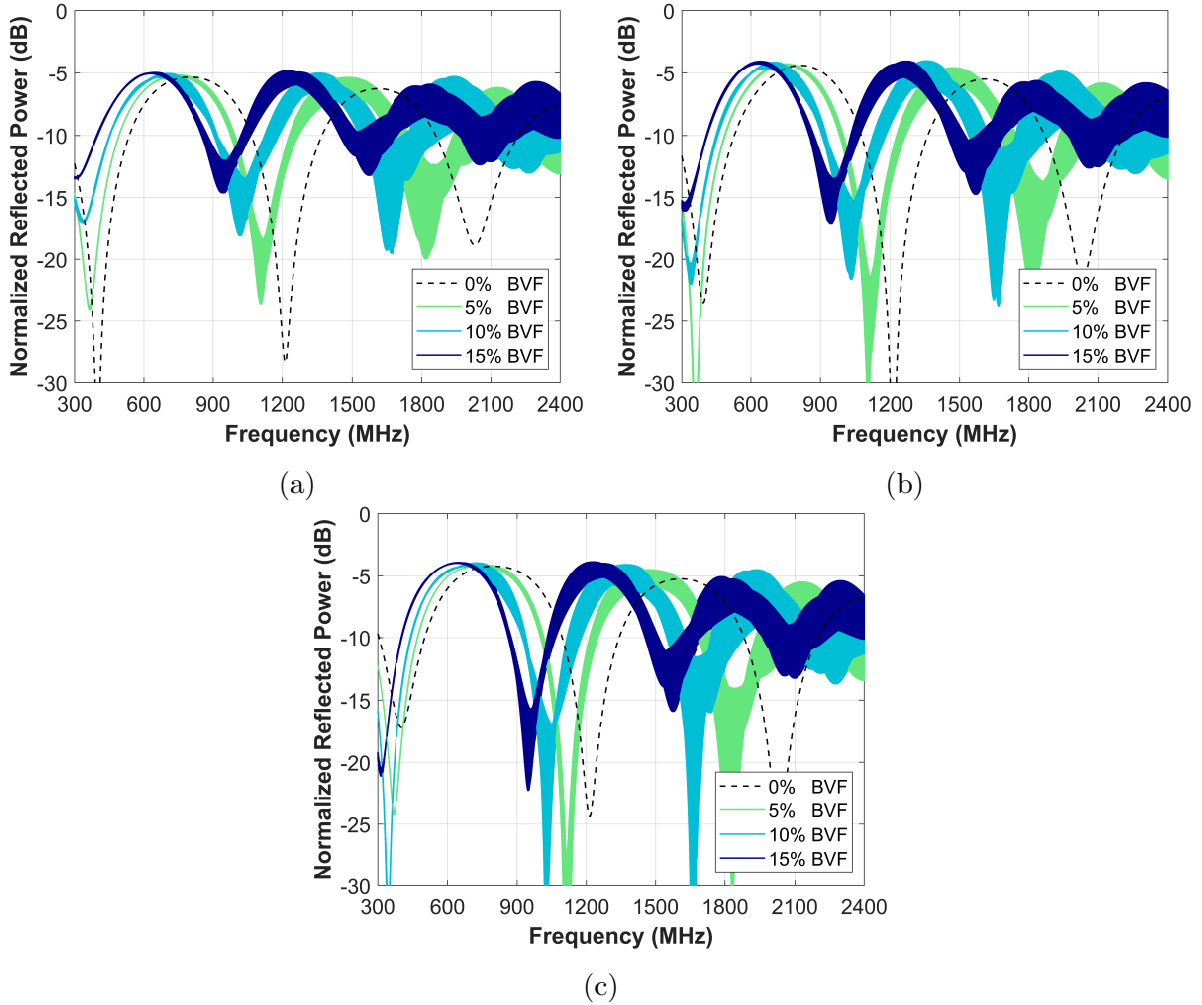 Normalized Reflected Power (dB)
0
-5
-10
-15
-20
-25
-30
300 600 900 1200 1500 1800 2100 2400
Frequency (MHz)
0% BVF
5% BVF
10% BVF
15% BVF
(a)
Normalized Reflected Power (dB)
0
-5
-10
-15
-20
-25
-30
300 600 900 1200 1500 1800 2100 2400
Frequency (MHz)
0% BVF
5% BVF
10% BVF
15% BVF
(b)
Normalized Reflected Power (dB)
0
-5
-10
-15
-20
-25
-30
300 600 900 1200 1500 1800 2100 2400
Frequency (MHz)
0% BVF
5% BVF
10% BVF
15% BVF
(c)